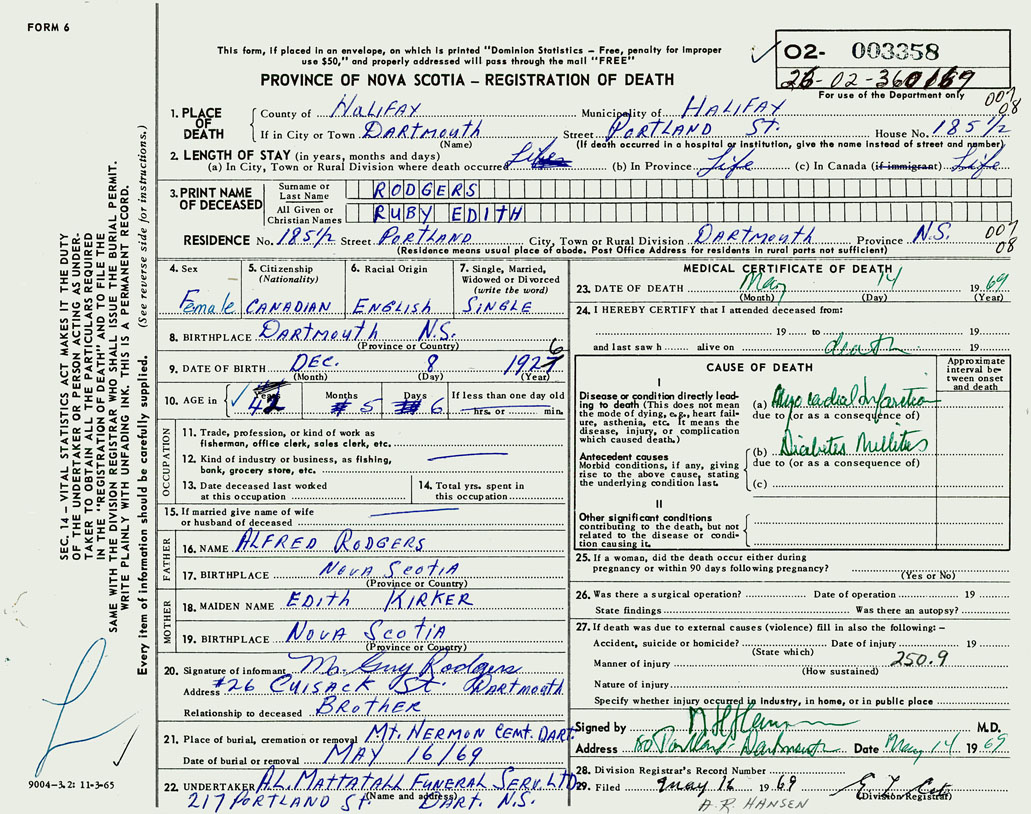 FORM 6
This form, if placed in an envelope, on which is printed "Dominion Statistics – Free, penalty for improper
use $50," and properly addressed will pass through the mail "FREE"
PROVINCE OF NOVA SCOTIA – REGISTRATION OF DEATH
O2- 003358
26-02-360169
For use of the Department only
007
08
1. PLACE OF DEATH
County of HALIFAX Municipality of HALIFAX
If in City or Town DARTMOUTH Street PORTLAND ST. House No. 185 1/2
(Name) (If death occurred in a hospital or institution, give the name instead of street and number)
2. LENGTH OF STAY (in years, months and days)
(a) In City, Town or Rural Division where death occurred Life (b) In Province Life (c) In Canada (if immigrant) Life
3. PRINT NAME OF DECEASED
Surname or Last Name RODGERS
All Given or Christian Names RUBY EDITH
RESIDENCE No. 185 1/2 Street PORTLAND City, Town or Rural Division DARTMOUTH Province N.S. 007 08
(Residence means usual place of abode. Post Office Address for residents in rural parts not sufficient)
4. Sex Female
5. Citizenship (Nationality) CANADIAN
6. Racial Origin ENGLISH
7. Single, Married, Widowed or Divorced (write the word) SINGLE
8. BIRTHPLACE DARTMOUTH N.S.
(Province or Country)
9. DATE OF BIRTH DEC. 8 1926
(Month) (Day) (Year)
10. AGE in Years 42 Months 5 Days 6 If less than one day old
hrs. or min.
OCCUPATION
11. Trade, profession, or kind of work as
fisherman, office clerk, sales clerk, etc.
12. Kind of industry or business, as fishing,
bank, grocery store, etc.
13. Date deceased last worked
at this occupation
14. Total yrs. spent in
this occupation
15. If married give name of wife
or husband of deceased
FATHER
16. NAME ALFRED RODGERS
17. BIRTHPLACE NOVA SCOTIA
(Province or Country)
MOTHER
18. MAIDEN NAME EDITH KIRKER
19. BIRTHPLACE NOVA SCOTIA
(Province or Country)
20. Signature of informant Mr. Guy Rodgers
Address #26 CUISACK ST. DARTMOUTH
Relationship to deceased BROTHER
21. Place of burial, cremation or removal MT. HERMON CEMT. DART.
Date of burial or removal MAY 16/69
22. UNDERTAKER A.L. MATTATALL FUNERAL SERV. LTD.
(Name and address)
217 PORTLAND ST. DART. N.S.
MEDICAL CERTIFICATE OF DEATH
23. DATE OF DEATH May 14 1969
(Month) (Day) (Year)
24. I HEREBY CERTIFY that I attended deceased from:
19 to 19
and last saw h alive on death 19
CAUSE OF DEATH
Approximate interval between onset and death
I
Disease or condition directly leading
to death (This does not
mean the mode of dying, e.g., heart failure,
asthenia, etc. It means the
disease, injury, or complication
which caused death.)
(a) Myocardial Infarction
due to (or as a consequence of)
Antecedent causes
Morbid conditions, if any, giving
rise to the above cause, stating
the underlying condition last.
(b) Diabetes Millites
due to (or as a consequence of)
(c)
II
Other significant conditions
contributing to the death, but not
related to the disease or condition
causing it.
25. If a woman, did the death occur either during
pregnancy or within 90 days following pregnancy?
(Yes or No)
26. Was there a surgical operation? Date of operation 19
State findings Was there an autopsy?
27. If death was due to external causes (violence) fill in also the following: –
Accident, suicide or homicide? Date of injury 19
(State which)
Manner of injury 250.9
(How sustained)
Nature of injury
Specify whether injury occurred in Industry, in home, or in public place
Signed by M.D.
Address 80 Portland Dartmouth Date May 14 1969
28. Division Registrar's Record Number
29. Filed May 16 1969
(Division Registrar)
A.R. HANSEN
SEC. 14 – VITAL STATISTICS ACT MAKES IT THE DUTY
OF THE UNDERTAKER OR PERSON ACTING AS UNDER-
TAKER TO OBTAIN ALL THE PARTICULARS REQUIRED
IN THE "REGISTRATION OF DEATH" AND TO FILE THE
SAME WITH THE DIVISION REGISTRAR WHO SHALL ISSUE THE BURIAL PERMIT.
WRITE PLAINLY WITH UNFADING INK. THIS IS A PERMANENT RECORD.
Every item of information should be carefully supplied. (See reverse side for instructions.)
9004-3.2: 11-3-65